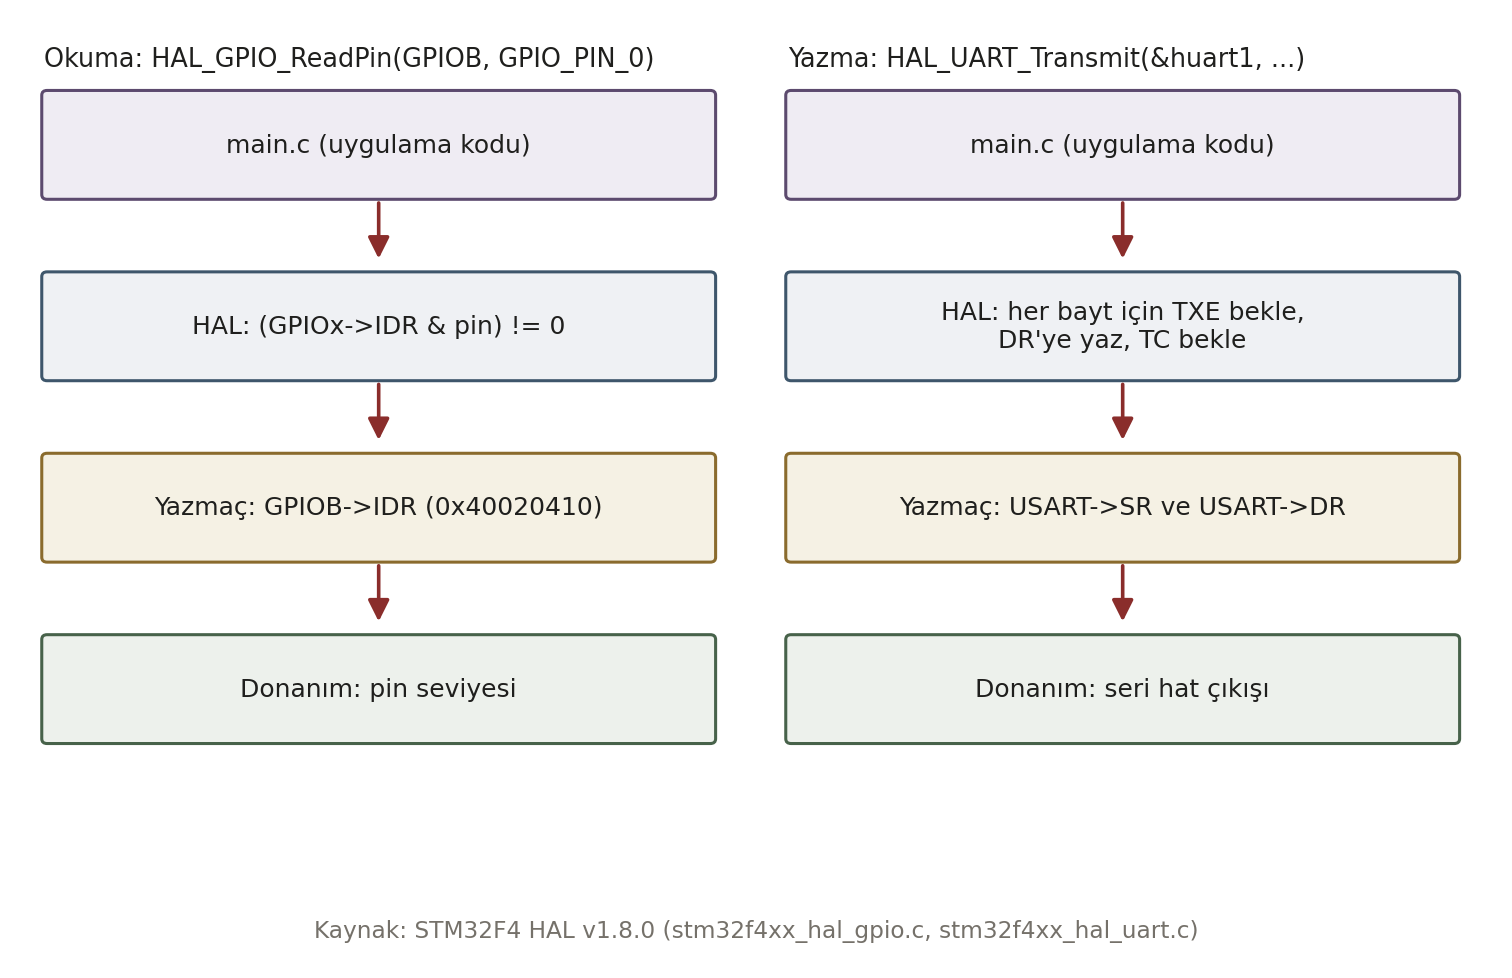 Okuma: HAL_GPIO_ReadPin(GPIOB, GPIO_PIN_0)
main.c (uygulama kodu)
HAL: (GPIOx->IDR & pin) != 0
Yazmaç: GPIOB->IDR (0x40020410)
Donanım: pin seviyesi
Yazma: HAL_UART_Transmit(&huart1, ...)
main.c (uygulama kodu)
HAL: her bayt için TXE bekle,
DR'ye yaz, TC bekle
Yazmaç: USART->SR ve USART->DR
Donanım: seri hat çıkışı
Kaynak: STM32F4 HAL v1.8.0 (stm32f4xx_hal_gpio.c, stm32f4xx_hal_uart.c)